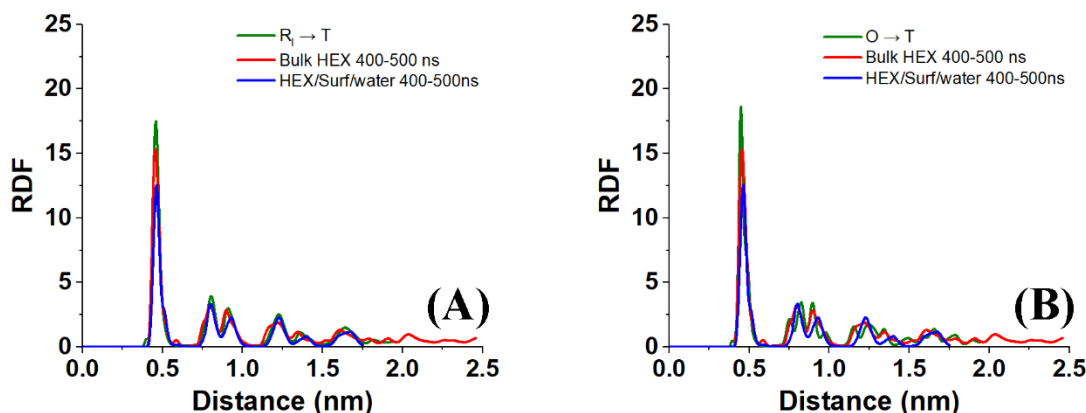 25
20
15
10
5
0
RDF
R_I → T
Bulk HEX 400-500 ns
HEX/Surf/water 400-500ns
(A)
0.0 0.5 1.0 1.5 2.0 2.5
Distance (nm)
25
20
15
10
5
0
RDF
O → T
Bulk HEX 400-500 ns
HEX/Surf/water 400-500ns
(B)
0.0 0.5 1.0 1.5 2.0 2.5
Distance (nm)